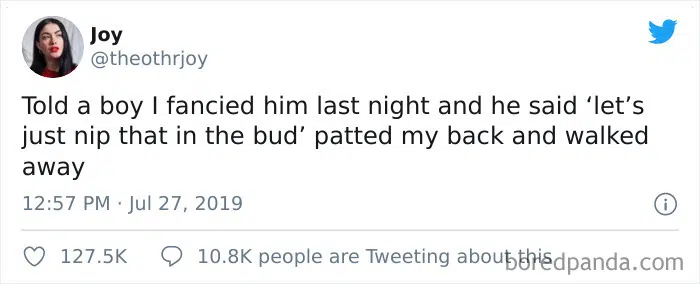 Joy
@theothrjoy
Told a boy I fancied him last night and he said ‘let’s
just nip that in the bud’ patted my back and walked
away
12:57 PM · Jul 27, 2019
127.5K 10.8K people are Tweeting about this
boredpanda.com